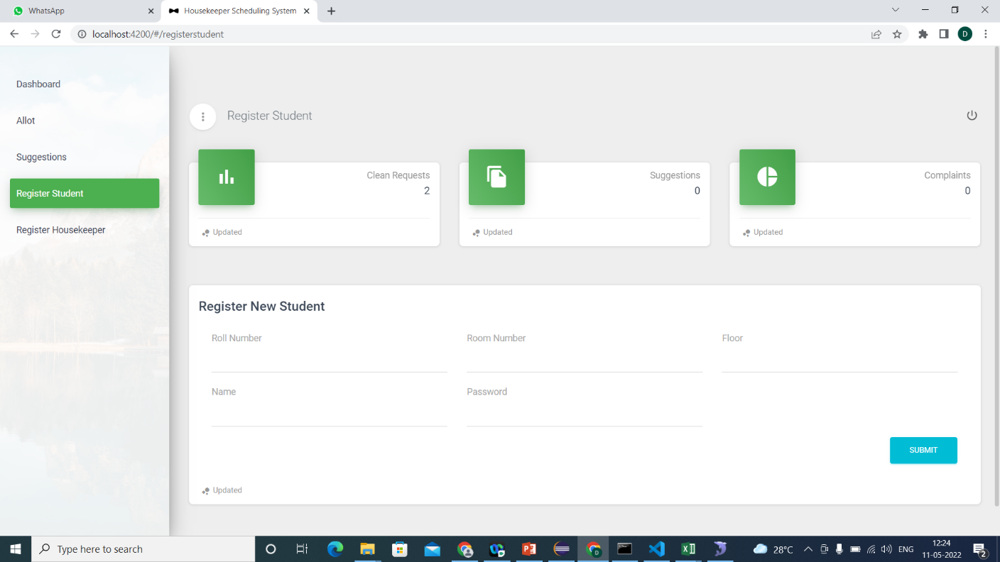 WhatsApp
Housekeeper Scheduling System
localhost:4200/#/registerstudent
D
Dashboard
Allot
Suggestions
Register Student
Register Housekeeper
Register Student
Clean Requests
2
Updated
Suggestions
0
Updated
Complaints
0
Updated
Register New Student
Roll Number
Room Number
Floor
Name
Password
SUBMIT
Updated
Type here to search
28°C
ENG
12:24
11-05-2022
2